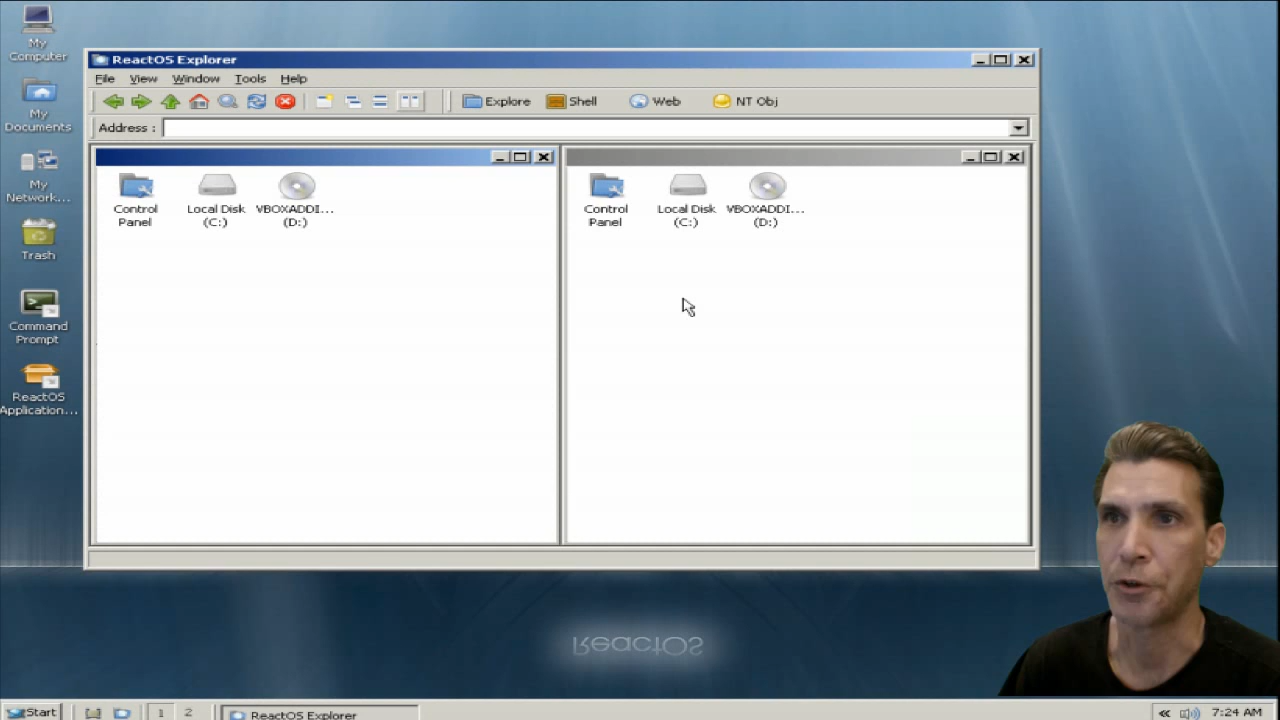 My
Computer
My
Documents
My
Network...
Trash
Command
Prompt
ReactOS
Application...
ReactOS Explorer
File View Window Tools Help
Explore Shell Web NT Obj
Address :
Control
Panel
Local Disk
(C:)
VBOXADDI...
(D:)
Control
Panel
Local Disk
(C:)
VBOXADDI...
(D:)
ReactOS
Start 1 2 ReactOS Explorer 7:24 AM